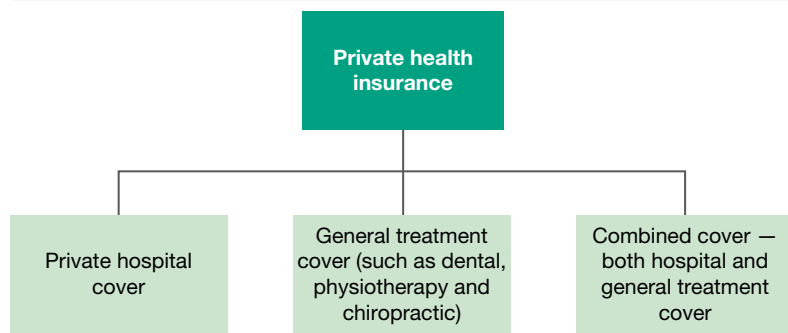 Private health
insurance
Private hospital
cover
General treatment
cover (such as dental,
physiotherapy and
chiropractic)
Combined cover —
both hospital and
general treatment
cover